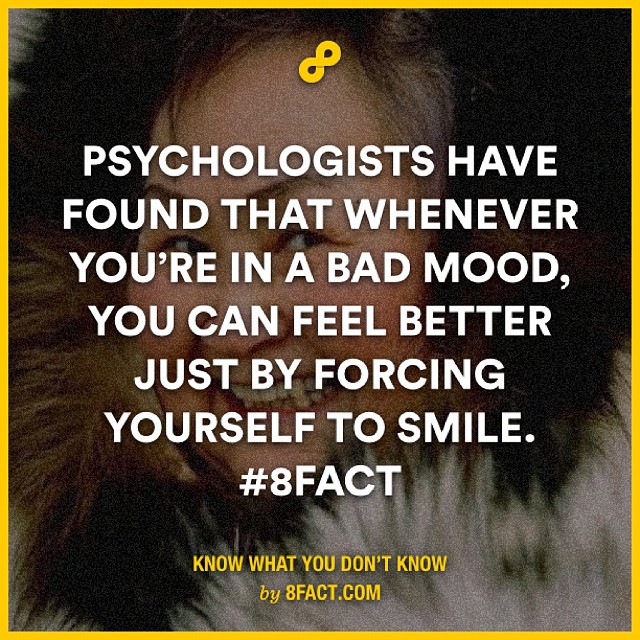 PSYCHOLOGISTS HAVE
FOUND THAT WHENEVER
YOU’RE IN A BAD MOOD,
YOU CAN FEEL BETTER
JUST BY FORCING
YOURSELF TO SMILE.
#8FACT
KNOW WHAT YOU DON’T KNOW
by 8FACT.COM